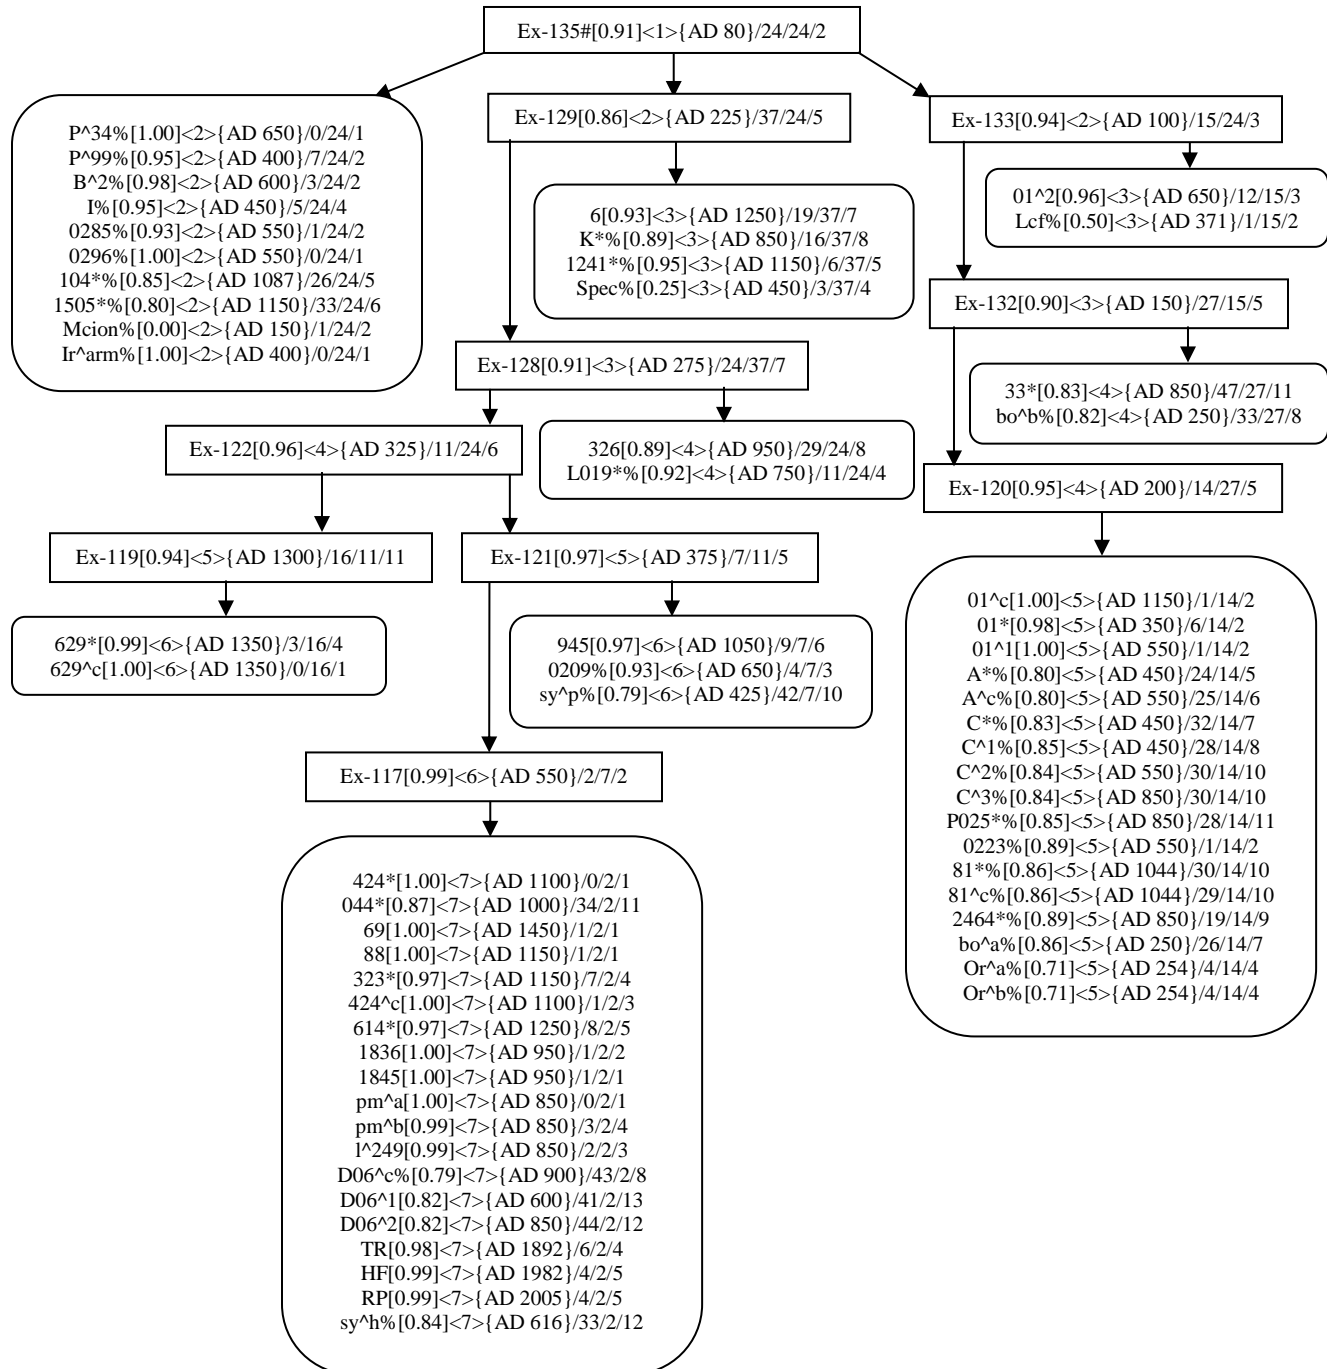 Ex-135#[0.91]<1>{AD 80}/24/24/2
P^34%[1.00]<2>{AD 650}/0/24/1
P^99%[0.95]<2>{AD 400}/7/24/2
B^2%[0.98]<2>{AD 600}/3/24/2
I%[0.95]<2>{AD 450}/5/24/4
0285%[0.93]<2>{AD 550}/1/24/2
0296%[1.00]<2>{AD 550}/0/24/1
104*%[0.85]<2>{AD 1087}/26/24/5
1505*%[0.80]<2>{AD 1150}/33/24/6
Mcion%[0.00]<2>{AD 150}/1/24/2
Ir^arm%[1.00]<2>{AD 400}/0/24/1
Ex-129[0.86]<2>{AD 225}/37/24/5
6[0.93]<3>{AD 1250}/19/37/7
K*%[0.89]<3>{AD 850}/16/37/8
1241*%[0.95]<3>{AD 1150}/6/37/5
Spec%[0.25]<3>{AD 450}/3/37/4
Ex-128[0.91]<3>{AD 275}/24/37/7
326[0.89]<4>{AD 950}/29/24/8
L019*%[0.92]<4>{AD 750}/11/24/4
Ex-122[0.96]<4>{AD 325}/11/24/6
Ex-119[0.94]<5>{AD 1300}/16/11/11
629*[0.99]<6>{AD 1350}/3/16/4
629^c[1.00]<6>{AD 1350}/0/16/1
Ex-121[0.97]<5>{AD 375}/7/11/5
945[0.97]<6>{AD 1050}/9/7/6
0209%[0.93]<6>{AD 650}/4/7/3
sy^p%[0.79]<6>{AD 425}/42/7/10
Ex-117[0.99]<6>{AD 550}/2/7/2
424*[1.00]<7>{AD 1100}/0/2/1
044*[0.87]<7>{AD 1000}/34/2/11
69[1.00]<7>{AD 1450}/1/2/1
88[1.00]<7>{AD 1150}/1/2/1
323*[0.97]<7>{AD 1150}/7/2/4
424^c[1.00]<7>{AD 1100}/1/2/3
614*[0.97]<7>{AD 1250}/8/2/5
1836[1.00]<7>{AD 950}/1/2/2
1845[1.00]<7>{AD 950}/1/2/1
pm^a[1.00]<7>{AD 850}/0/2/1
pm^b[0.99]<7>{AD 850}/3/2/4
l^249[0.99]<7>{AD 850}/2/2/3
D06^c%[0.79]<7>{AD 900}/43/2/8
D06^1[0.82]<7>{AD 600}/41/2/13
D06^2[0.82]<7>{AD 850}/44/2/12
TR[0.98]<7>{AD 1892}/6/2/4
HF[0.99]<7>{AD 1982}/4/2/5
RP[0.99]<7>{AD 2005}/4/2/5
sy^h%[0.84]<7>{AD 616}/33/2/12
Ex-133[0.94]<2>{AD 100}/15/24/3
01^2[0.96]<3>{AD 650}/12/15/3
Lcf%[0.50]<3>{AD 371}/1/15/2
Ex-132[0.90]<3>{AD 150}/27/15/5
33*[0.83]<4>{AD 850}/47/27/11
bo^b%[0.82]<4>{AD 250}/33/27/8
Ex-120[0.95]<4>{AD 200}/14/27/5
01^c[1.00]<5>{AD 1150}/1/14/2
01*[0.98]<5>{AD 350}/6/14/2
01^1[1.00]<5>{AD 550}/1/14/2
A*%[0.80]<5>{AD 450}/24/14/5
A^c%[0.80]<5>{AD 550}/25/14/6
C*%[0.83]<5>{AD 450}/32/14/7
C^1%[0.85]<5>{AD 450}/28/14/8
C^2%[0.84]<5>{AD 550}/30/14/10
C^3%[0.84]<5>{AD 850}/30/14/10
P025*%[0.85]<5>{AD 850}/28/14/11
0223%[0.89]<5>{AD 550}/1/14/2
81*%[0.86]<5>{AD 1044}/30/14/10
81^c%[0.86]<5>{AD 1044}/29/14/10
2464*%[0.89]<5>{AD 850}/19/14/9
bo^a%[0.86]<5>{AD 250}/26/14/7
Or^a%[0.71]<5>{AD 254}/4/14/4
Or^b%[0.71]<5>{AD 254}/4/14/4